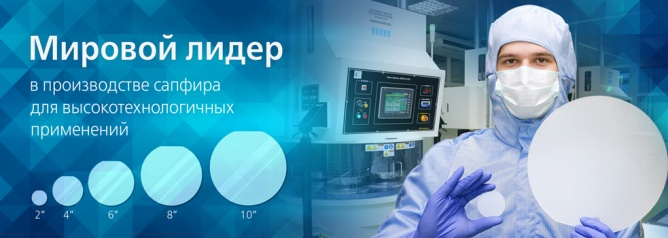 Мировой лидер
в производстве сапфира
для высокотехнологичных
применений
2” 4” 6” 8” 10”